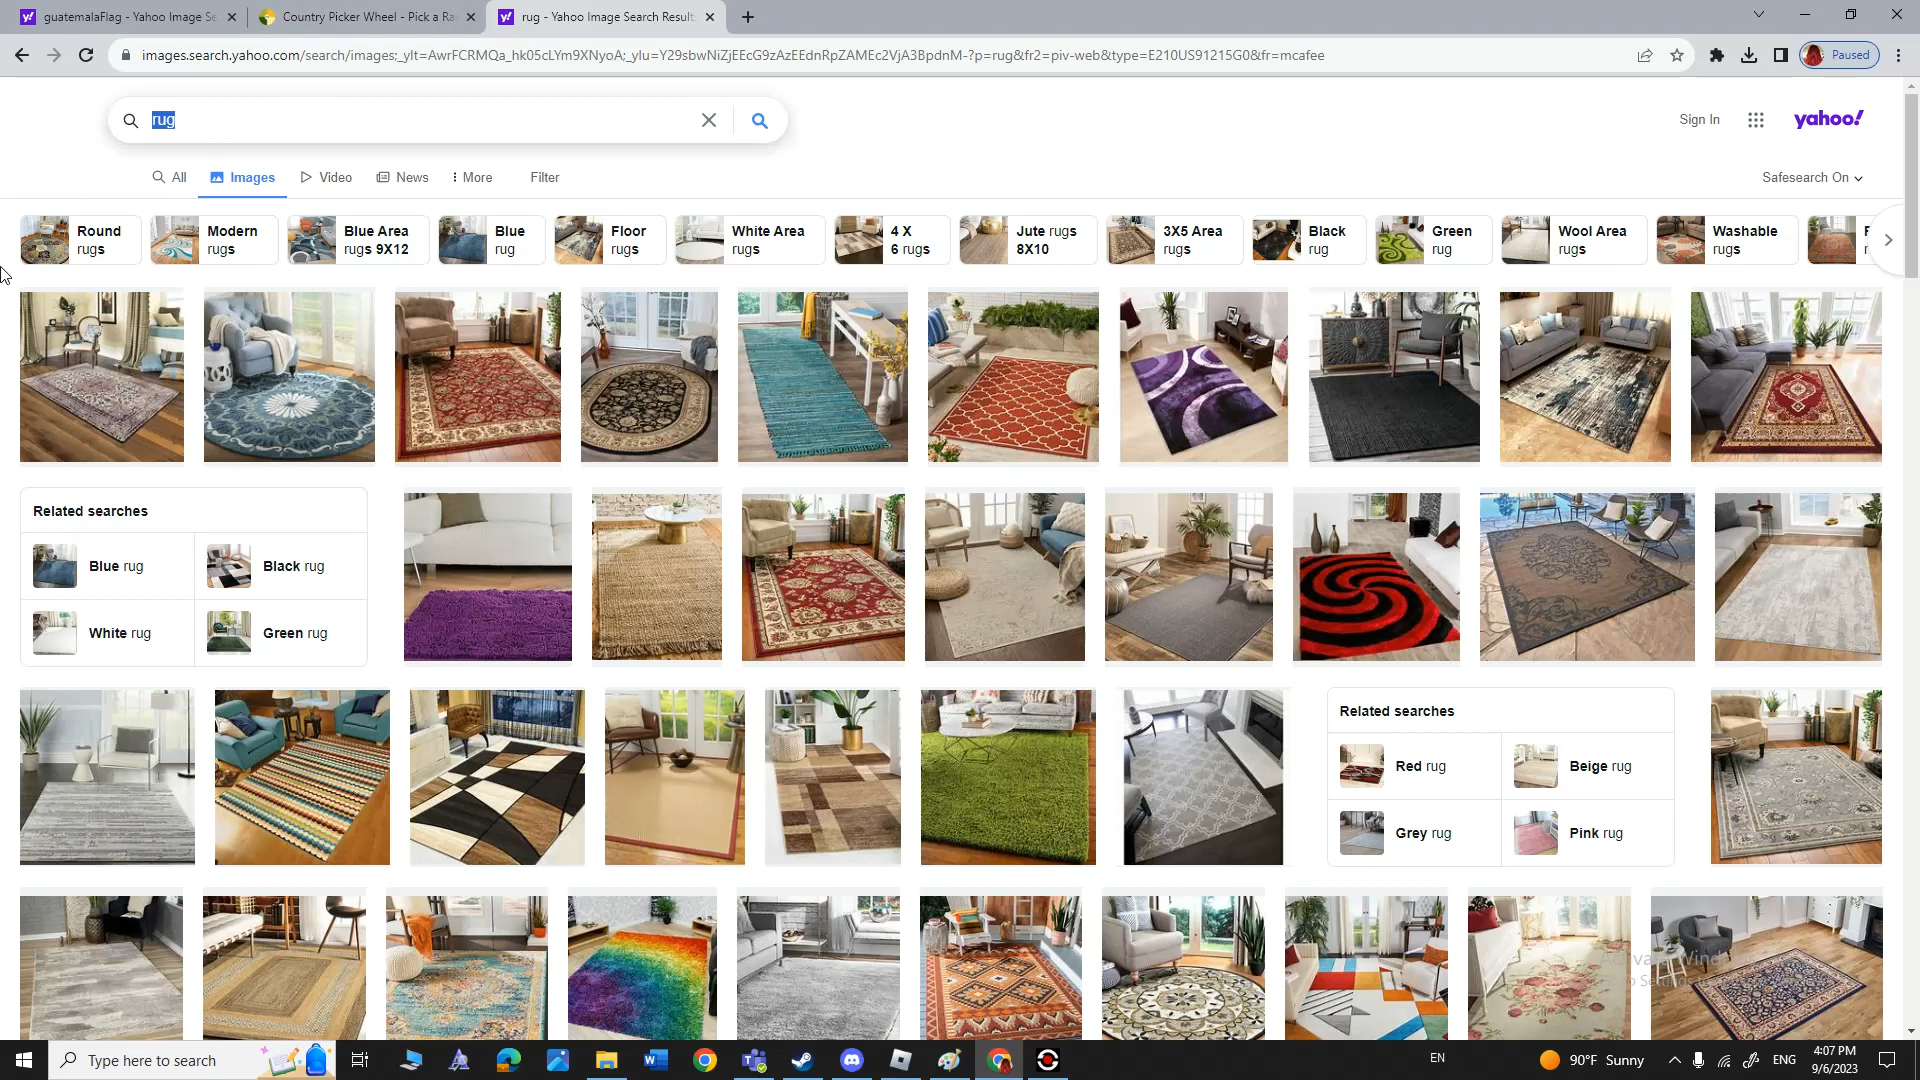 guatemalaFlag - Yahoo Image Se
Country Picker Wheel - Pick a Ra
rug - Yahoo Image Search Result
images.search.yahoo.com/search/images;_ylt=AwrFCRMQa_hk05cLYm9XNyoA;_ylu=Y29sbwNiZjEEcG9zAzEEdnRpZAMEc2VjA3BpdnM-?p=rug&fr2=piv-web&type=E210US91215G0&fr=mcafee
Paused
rug
Sign In
yahoo!
All
Images
Video
News
More
Filter
Safesearch On
Round
rugs
Modern
rugs
Blue Area
rugs 9X12
Blue
rug
Floor
rugs
White Area
rugs
4 X
6 rugs
Jute rugs
8X10
3X5 Area
rugs
Black
rug
Green
rug
Wool Area
rugs
Washable
rugs
Related searches
Blue rug
Black rug
White rug
Green rug
Related searches
Red rug
Beige rug
Grey rug
Pink rug
Type here to search
EN
90°F Sunny
ENG
4:07 PM
9/6/2023